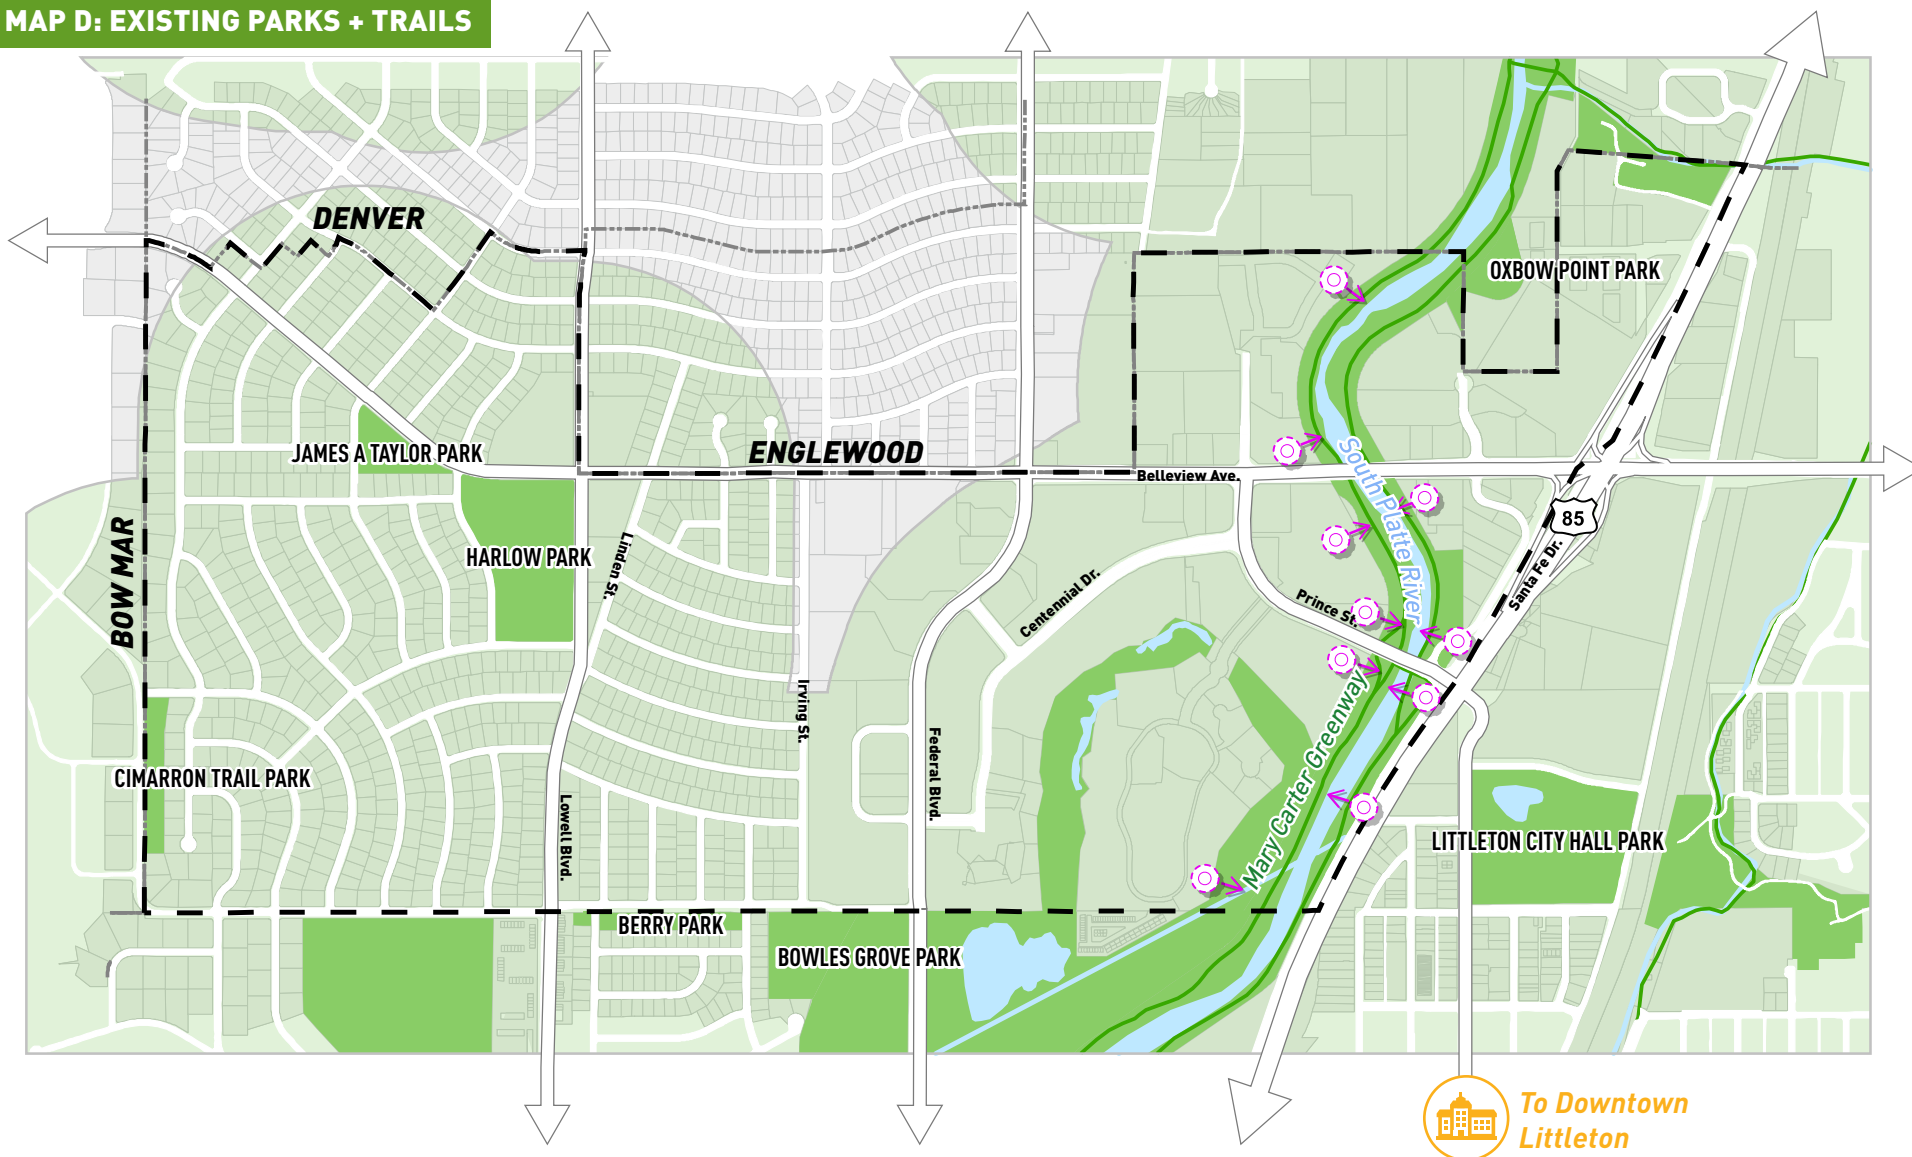 MAP D: EXISTING PARKS + TRAILS
DENVER
OXBOW POINT PARK
JAMES A TAYLOR PARK
ENGLEWOOD
Belleview Ave.
South Platte River
85
BOW MAR
HARLOW PARK
Linden St.
Centennial Dr.
Prince St.
Santa Fe Dr.
Irving St.
Mary Carter Greenway
CIMARRON TRAIL PARK
Federal Blvd.
Lowell Blvd.
LITTLETON CITY HALL PARK
BERRY PARK
BOWLES GROVE PARK
To Downtown
Littleton